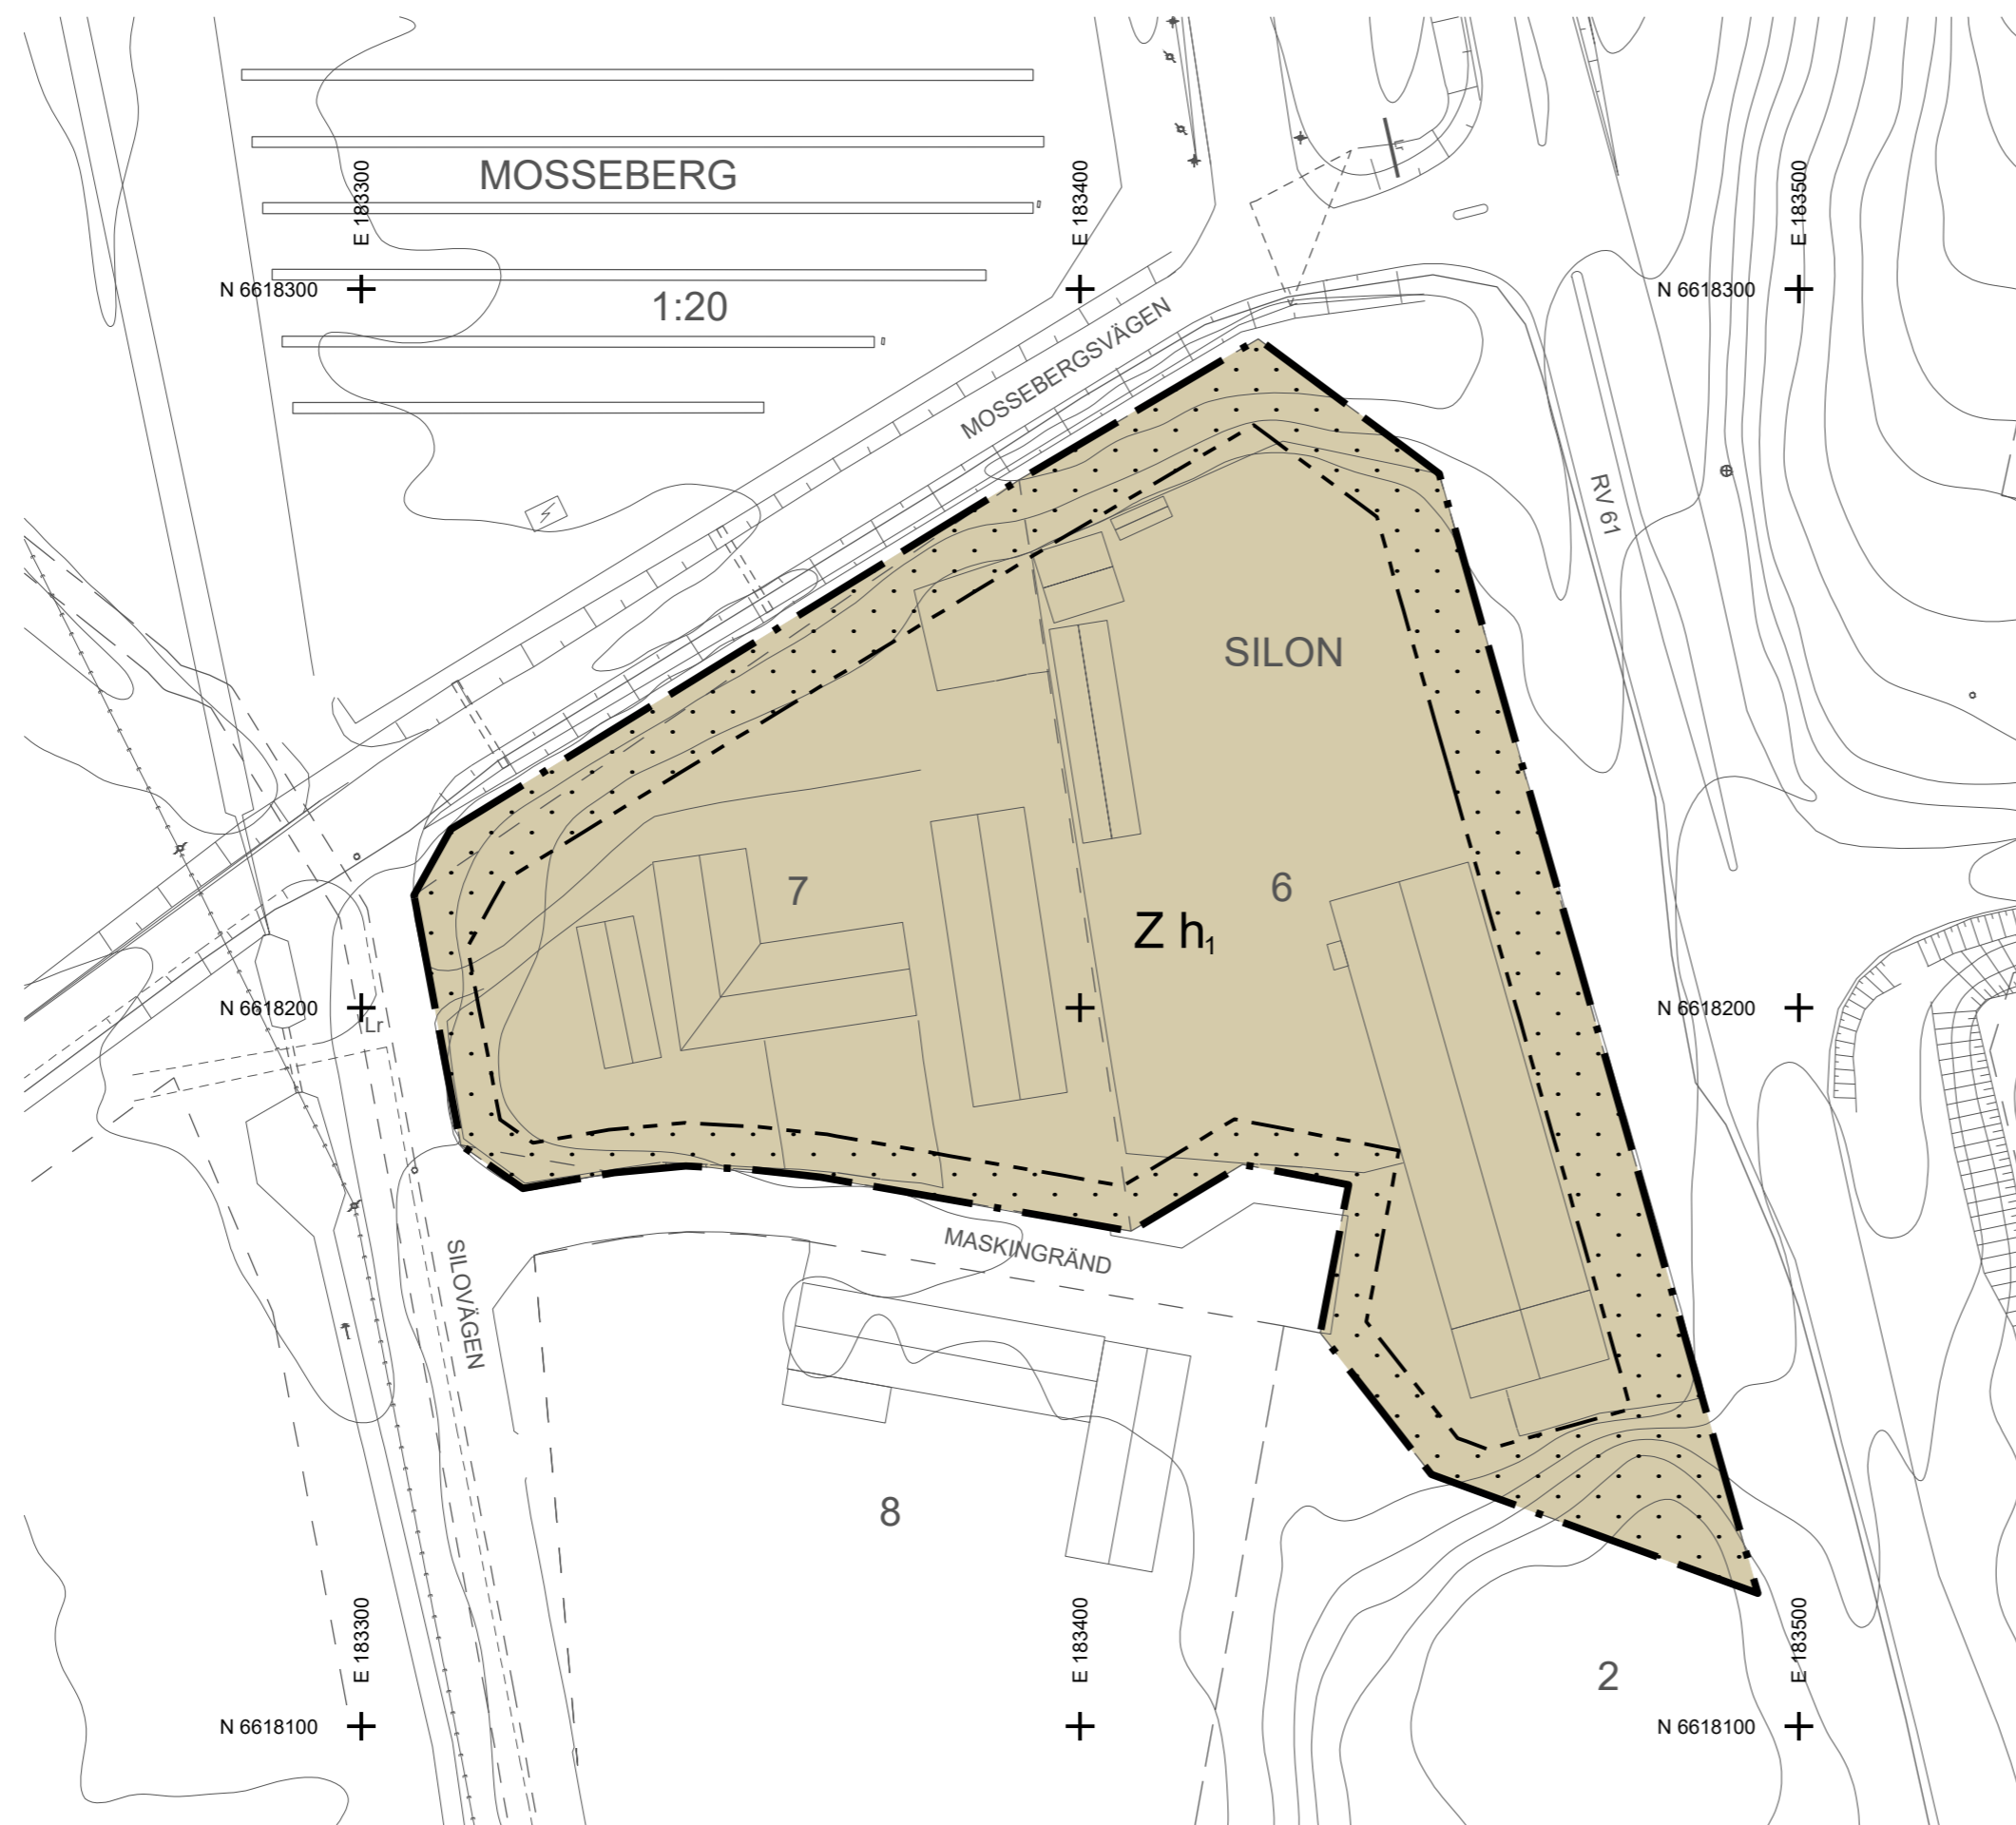 MOSSEBERG
E 183300
E 183400
E 183500
N 6618300
1:20
N 6618300
MOSSEBERGSVÄGEN
RV 61
SILON
7
6
Z h₁
N 6618200
N 6618200
Lr
SILOVÄGEN
MASKINGRÄND
8
E 183300
E 183400
E 183500
2
N 6618100
N 6618100